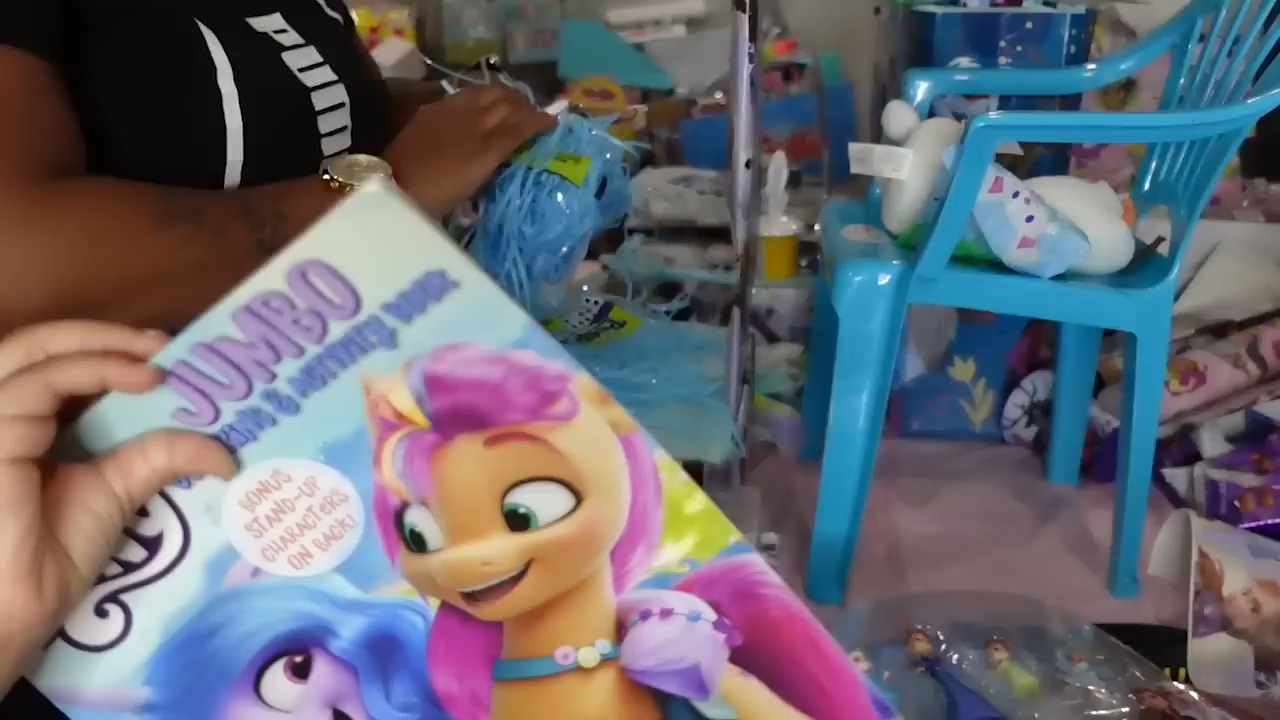 PUMA
JUMBO
& ACTIVITY BOOK
BONUS
STAND-UP
CHARACTERS
ON BACK!